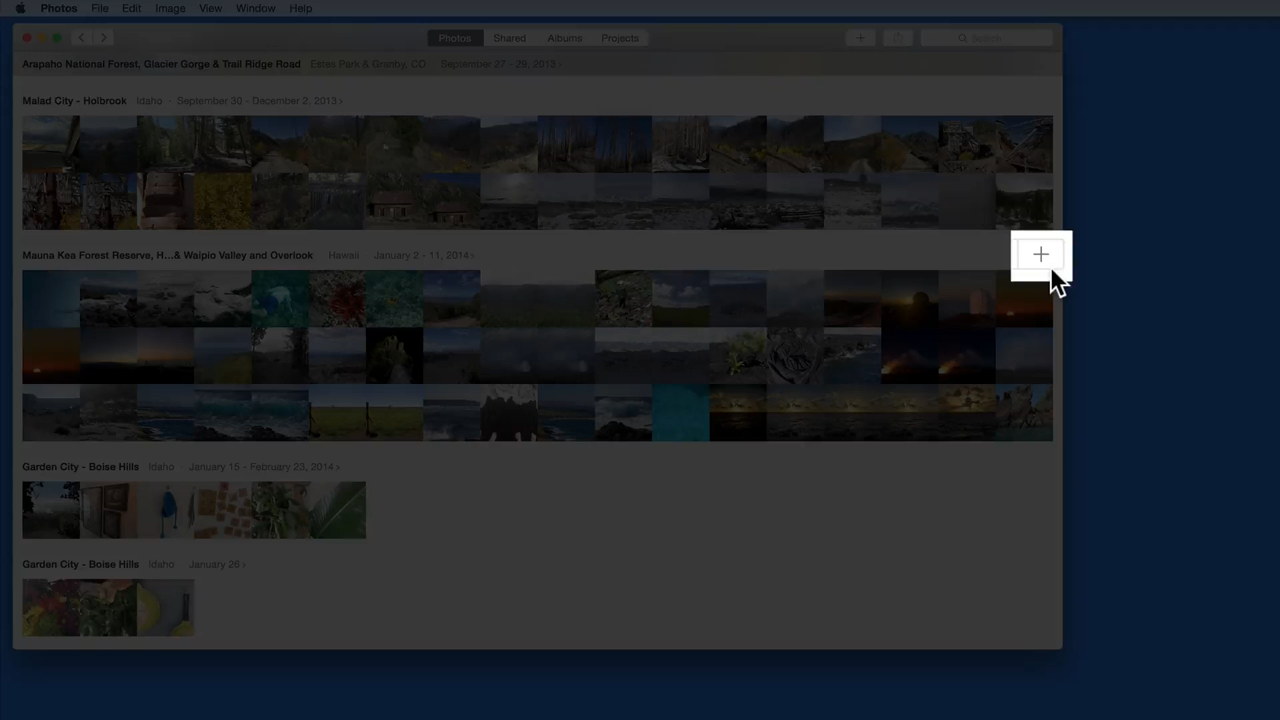 Photos File Edit Image View Window Help
Photos Shared Albums Projects Search
Arapaho National Forest, Glacier Gorge & Trail Ridge Road Estes Park & Granby, CO September 27 - 29, 2013 ›
Malad City - Holbrook Idaho · September 30 - December 2, 2013 ›
Mauna Kea Forest Reserve, H...& Waipio Valley and Overlook Hawaii January 2 - 11, 2014 ›
Garden City - Boise Hills Idaho · January 15 - February 23, 2014 ›
Garden City - Boise Hills Idaho January 26 ›